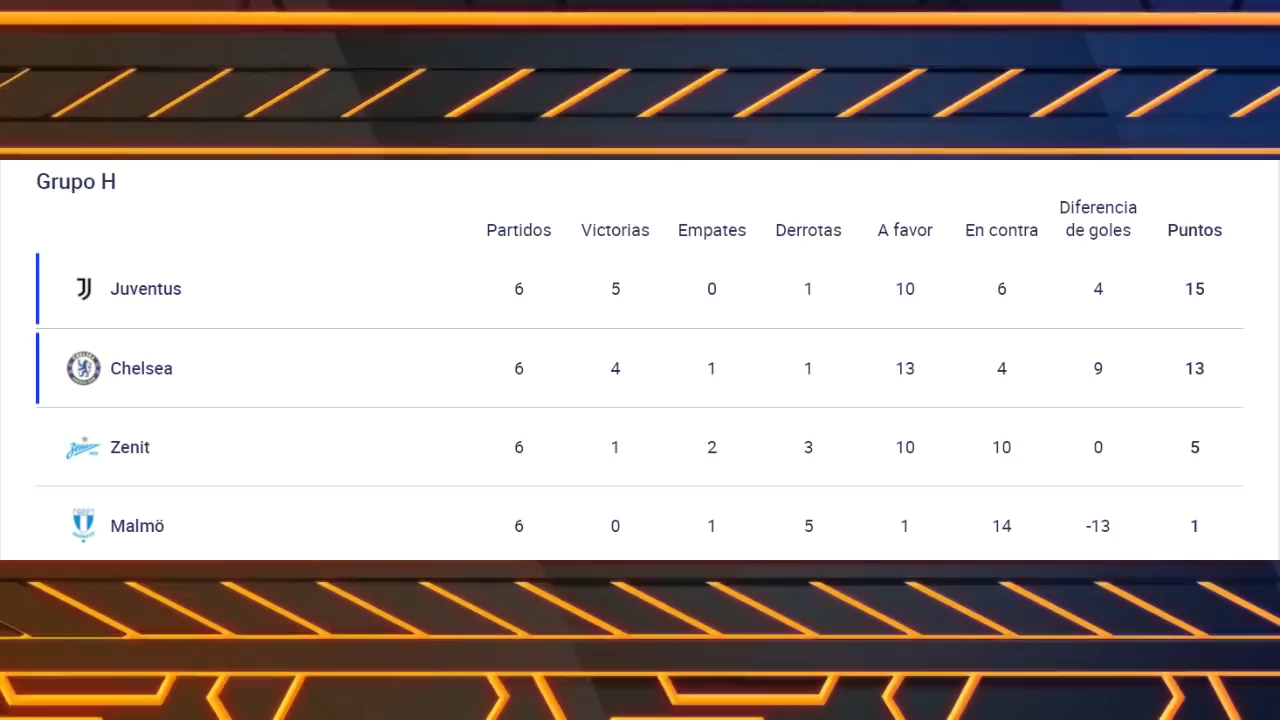 Grupo H
Partidos Victorias Empates Derrotas A favor En contra Diferencia de goles Puntos
Juventus 6 5 0 1 10 6 4 15
Chelsea 6 4 1 1 13 4 9 13
Zenit 6 1 2 3 10 10 0 5
Malmö 6 0 1 5 1 14 -13 1